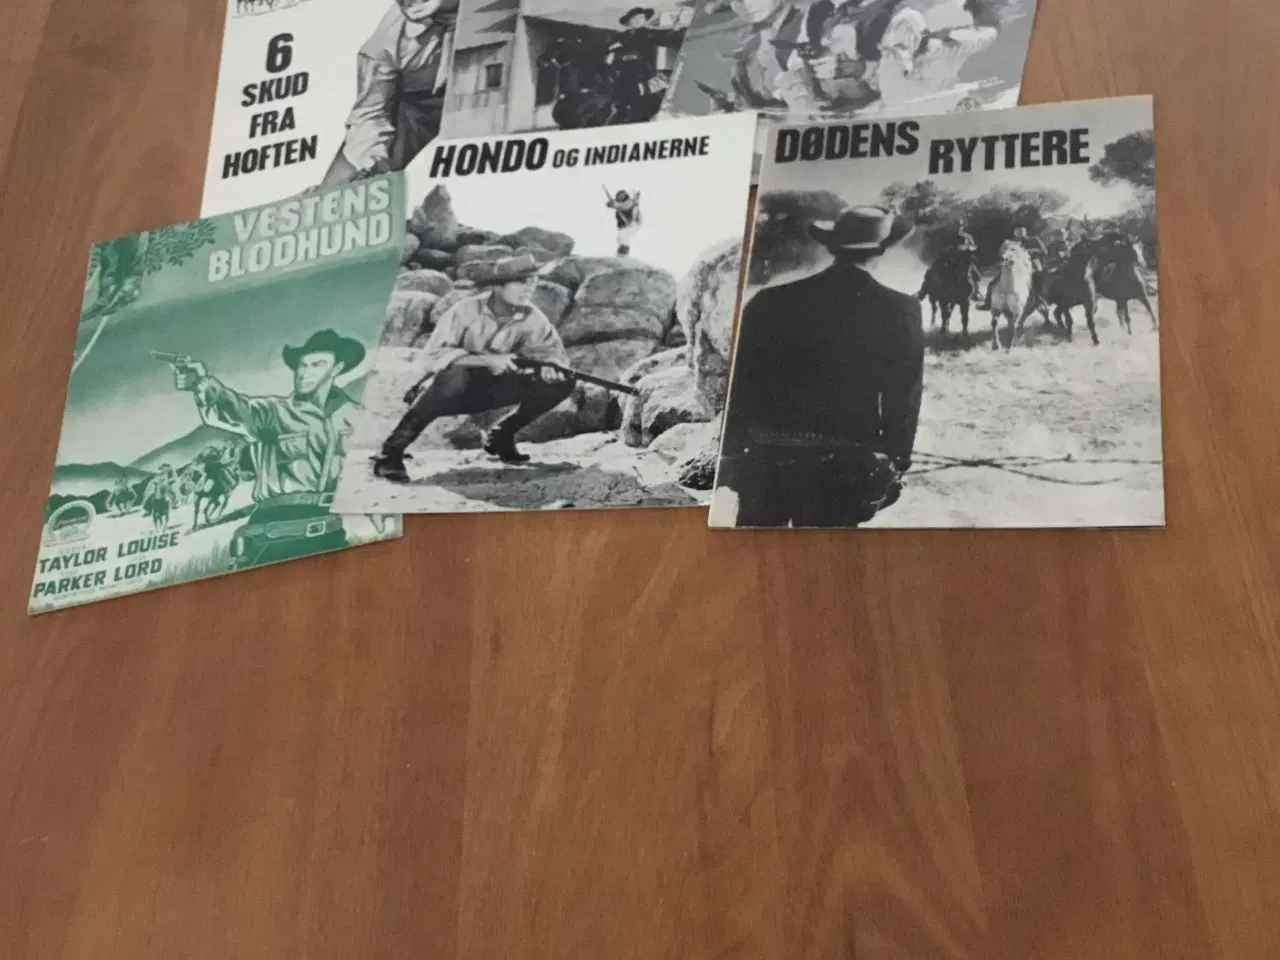 6
SKUD
FRA
HOFTEN
HONDO OG INDIANERNE
DØDENS RYTTERE
VESTENS
BLODHUND
TAYLOR LOUISE
PARKER LORD